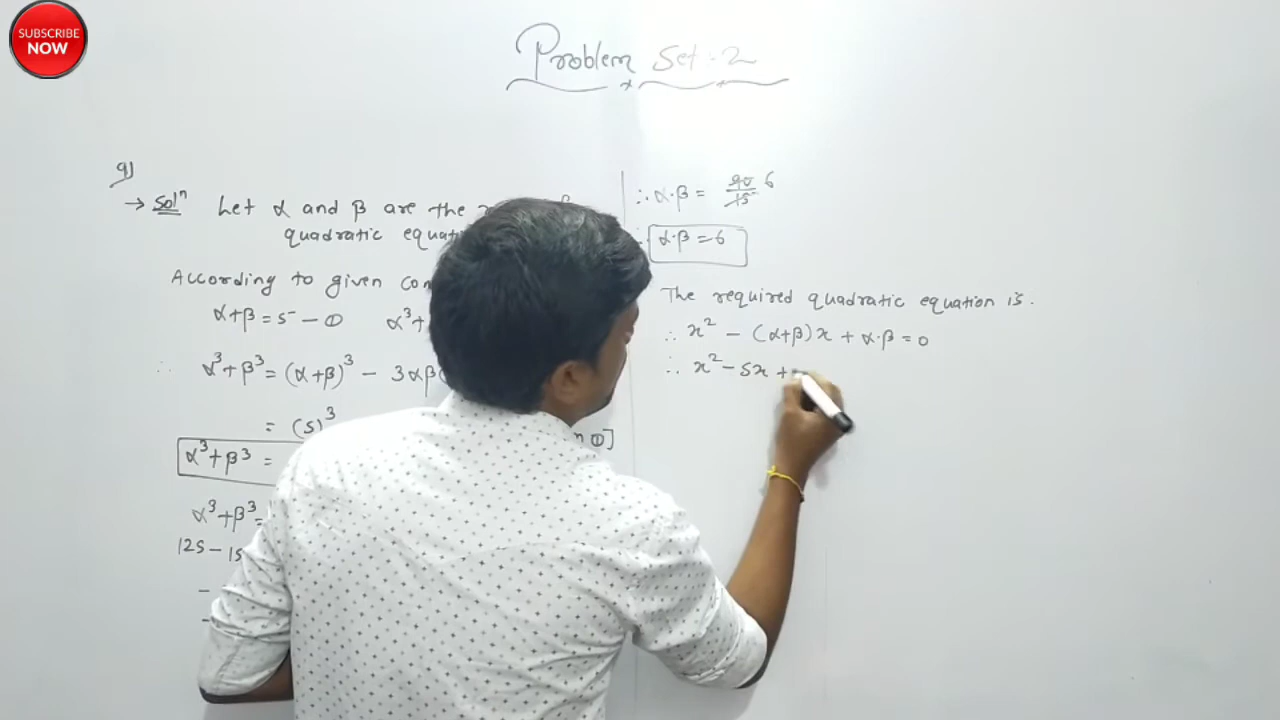 SUBSCRIBE
NOW
Problem Set-2
9)
→ Solⁿ Let α and β are the
quadratic
According to given
α+β = 5 — ① α³+
∴ α³+β³ = (α+β)³ - 3αβ
= (5)³
①]
α³+β³ =
α³+β³ =
125 - 15
-
-
∴ α·β = 90/15 6
α·β = 6
The required quadratic equation is.
∴ x² - (α+β)x + α·β = 0
∴ x² - 5x +